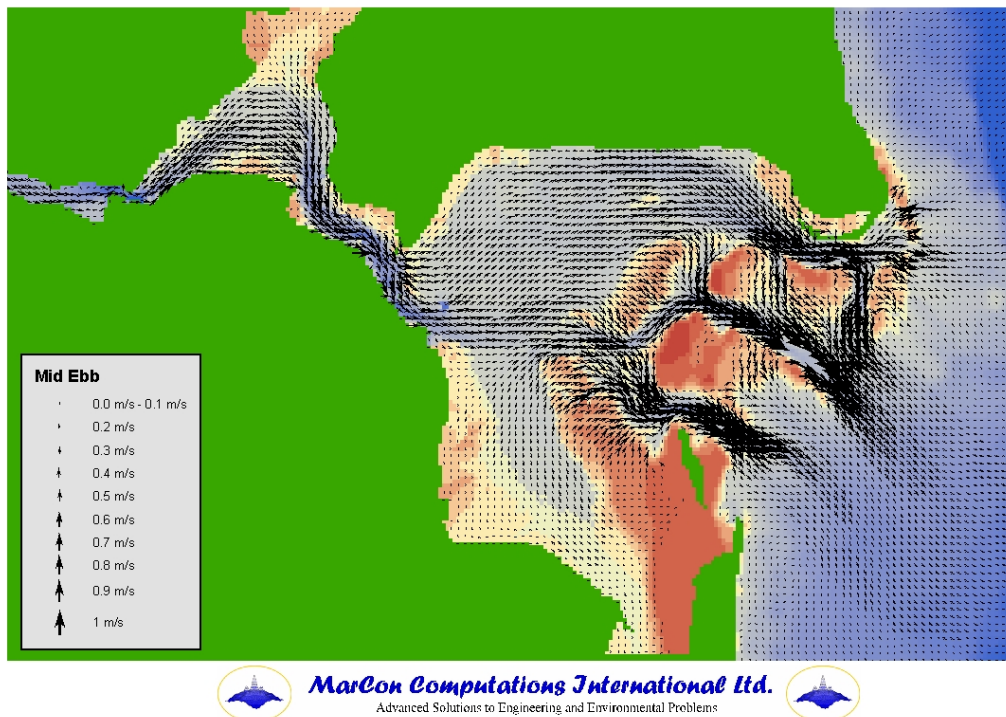 Mid Ebb
0.0 m/s - 0.1 m/s
0.2 m/s
0.3 m/s
0.4 m/s
0.5 m/s
0.6 m/s
0.7 m/s
0.8 m/s
0.9 m/s
1 m/s
MarCon Computations International Ltd.
Advanced Solutions to Engineering and Environmental Problems